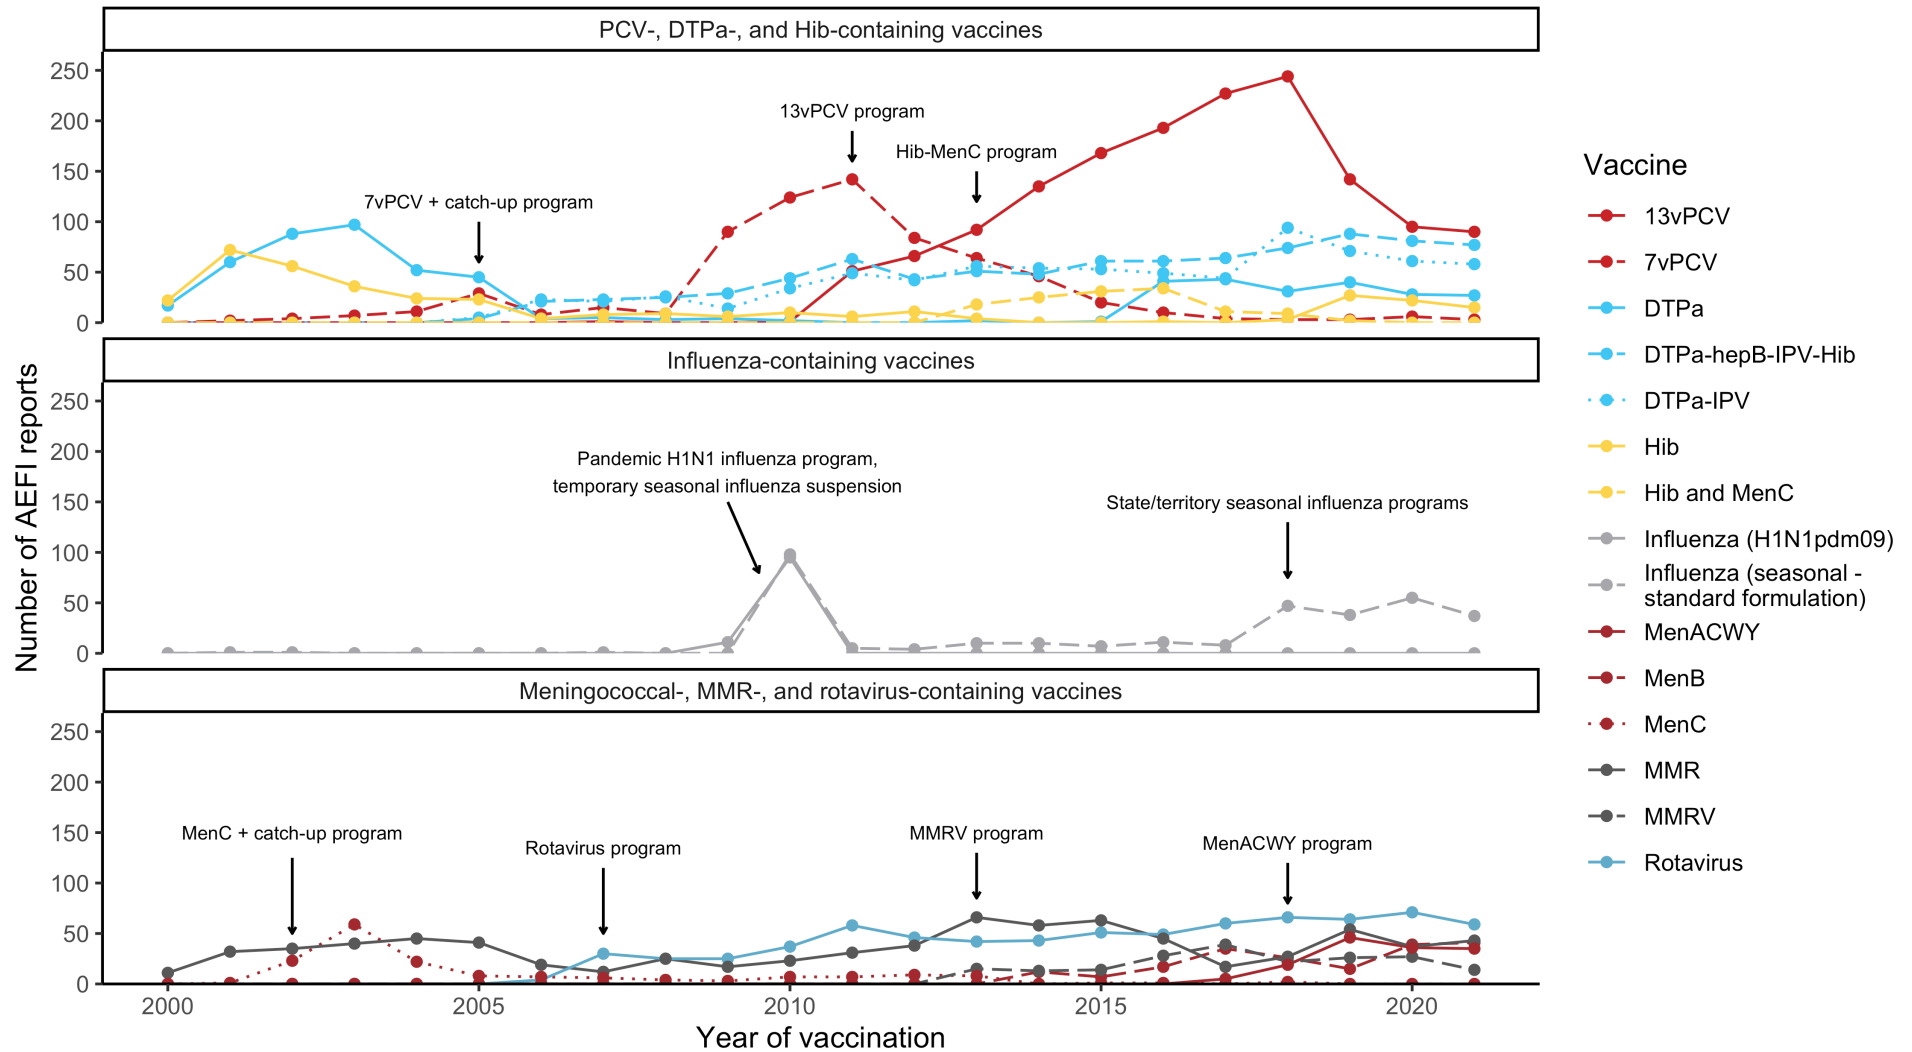 PCV-, DTPa-, and Hib-containing vaccines
250
200
150
100
50
0
13vPCV program
Hib-MenC program
7vPCV + catch-up program
Influenza-containing vaccines
250
200
150
100
50
0
Pandemic H1N1 influenza program,
temporary seasonal influenza suspension
State/territory seasonal influenza programs
Meningococcal-, MMR-, and rotavirus-containing vaccines
250
200
150
100
50
0
MenC + catch-up program
Rotavirus program
MMRV program
MenACWY program
2000
2005
2010
2015
2020
Year of vaccination
Number of AEFI reports
Vaccine
13vPCV
7vPCV
DTPa
DTPa-hepB-IPV-Hib
DTPa-IPV
Hib
Hib and MenC
Influenza (H1N1pdm09)
Influenza (seasonal -
standard formulation)
MenACWY
MenB
MenC
MMR
MMRV
Rotavirus